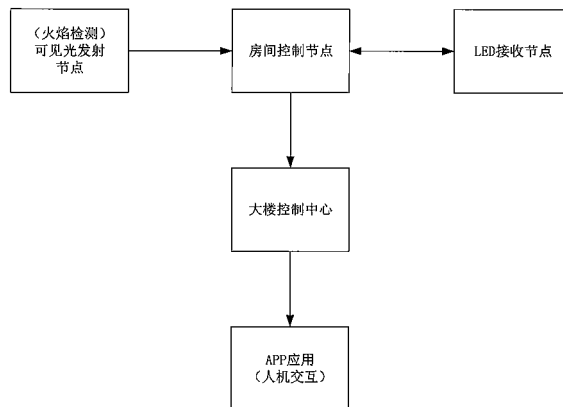 (火焰检测)
可见光发射
节点
房间控制节点
LED接收节点
大楼控制中心
APP应用
(人机交互)